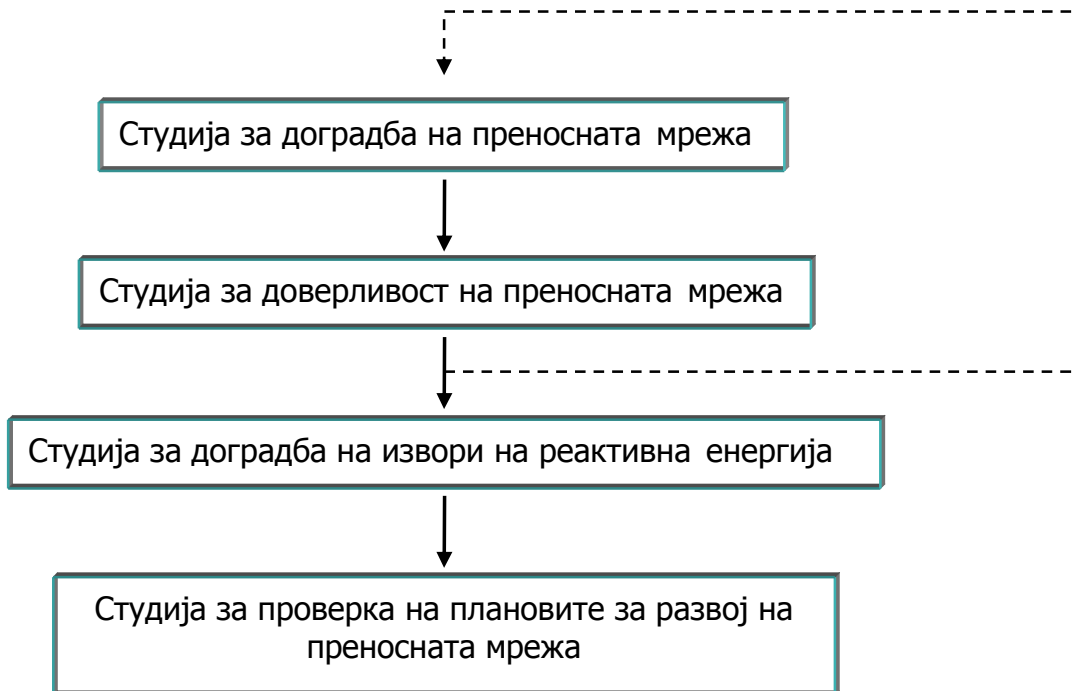 Студија за доградба на преносната мрежа
Студија за доверливост на преносната мрежа
Студија за доградба на извори на реактивна енергија
Студија за проверка на плановите за развој на
преносната мрежа